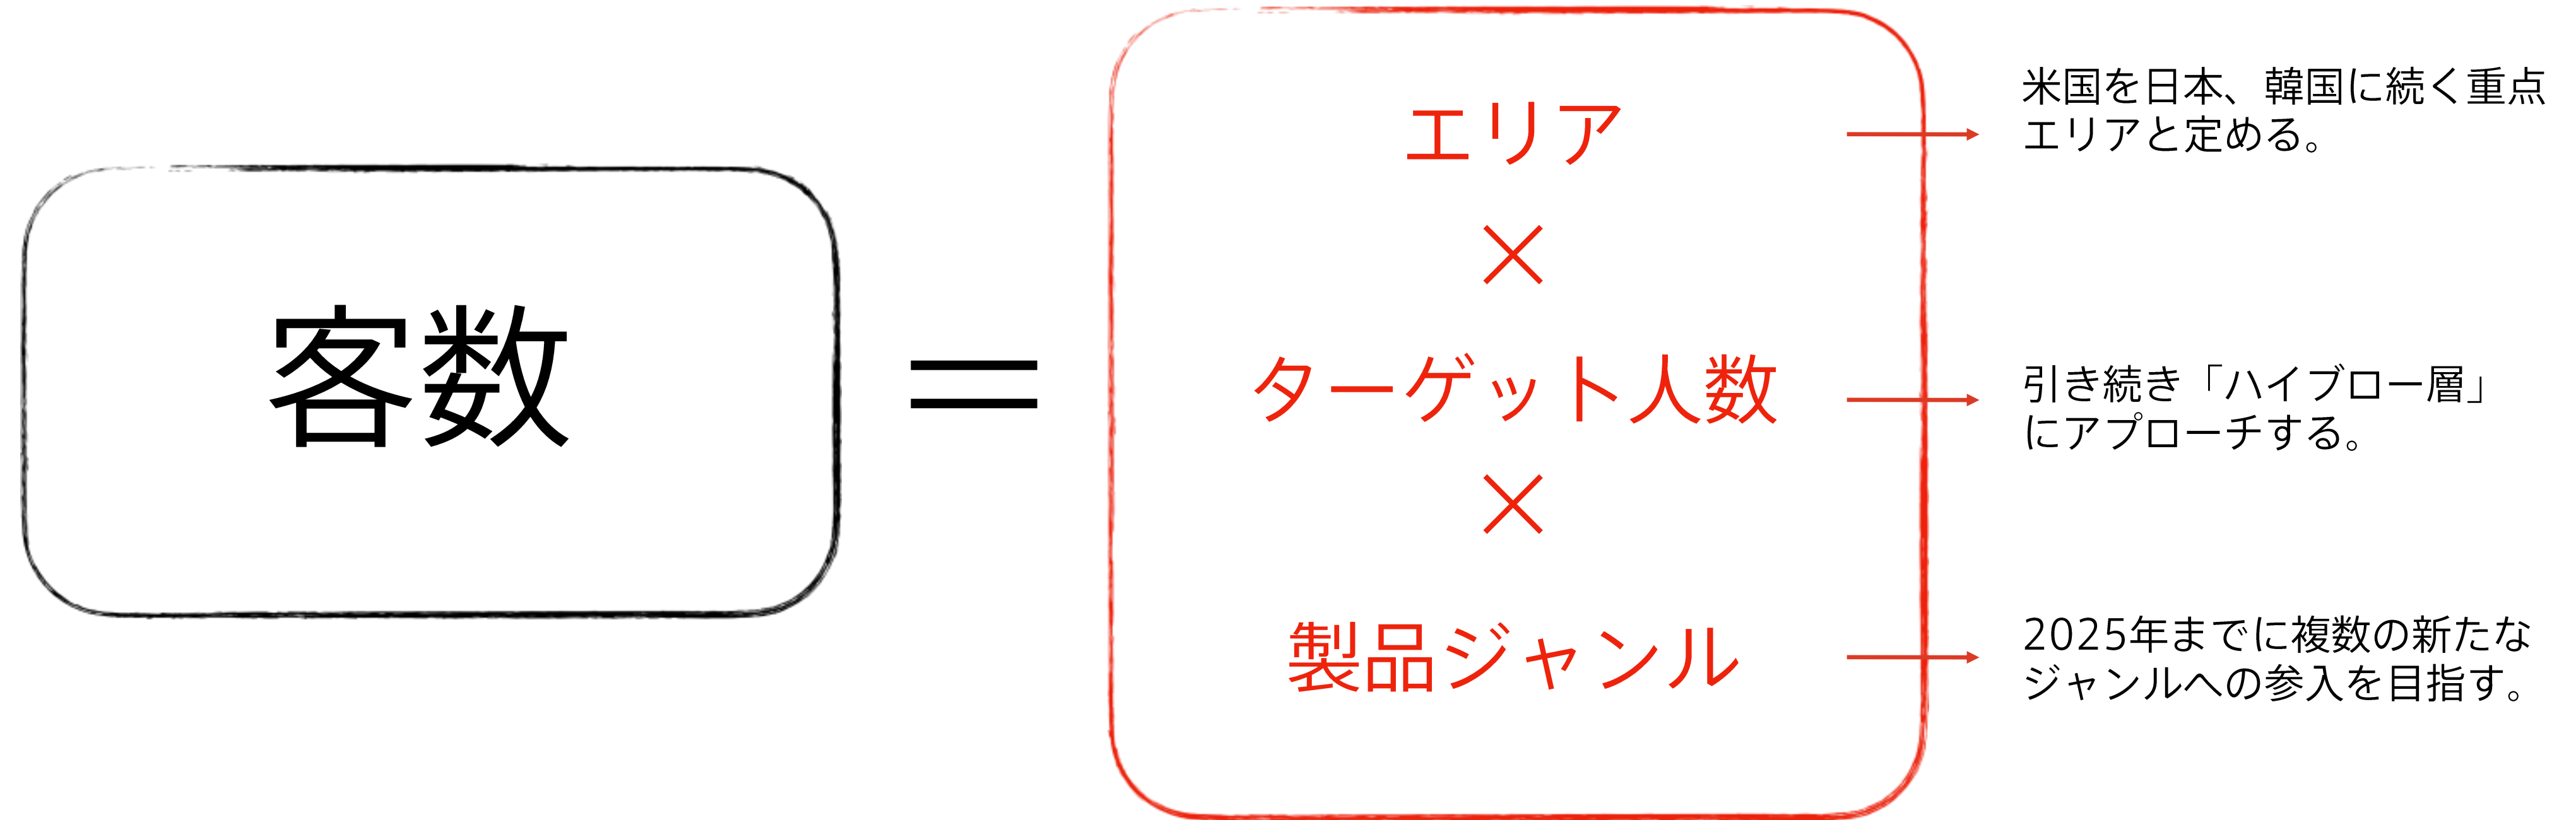 客数
＝
エリア
×
ターゲット人数
×
製品ジャンル
米国を日本、韓国に続く重点
エリアと定める。
引き続き「ハイブロー層」
にアプローチする。
2025年までに複数の新たな
ジャンルへの参入を目指す。